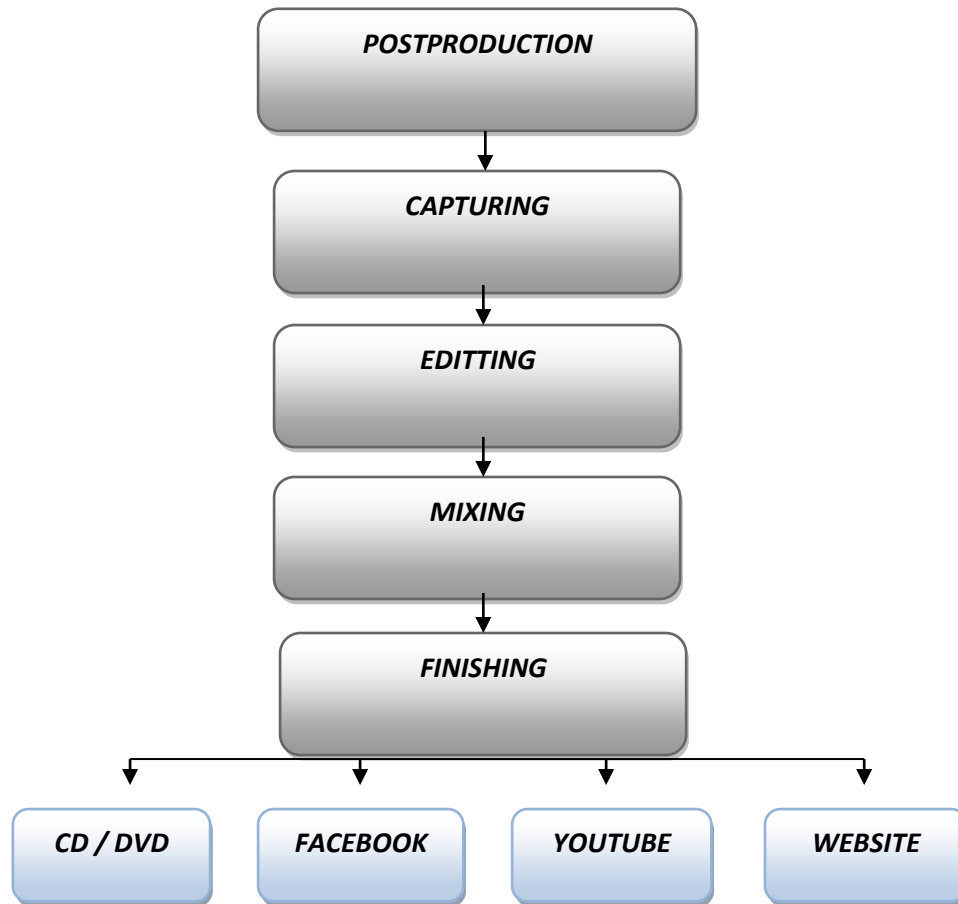 POSTPRODUCTION
CAPTURING
EDITTING
MIXING
FINISHING
CD / DVD
FACEBOOK
YOUTUBE
WEBSITE